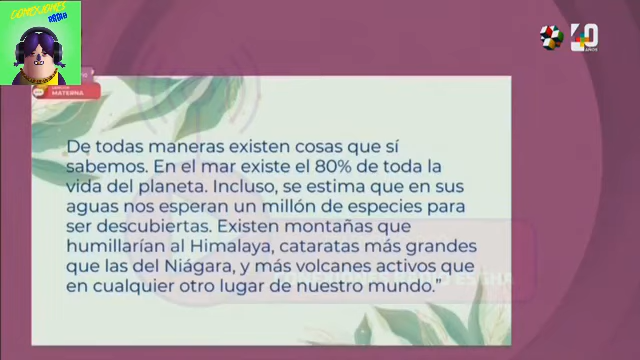 CONEXIONES
RADIO
40
AÑOS
MATERNA
De todas maneras existen cosas que sí
sabemos. En el mar existe el 80% de toda la
vida del planeta. Incluso, se estima que en sus
aguas nos esperan un millón de especies para
ser descubiertas. Existen montañas que
humillarían al Himalaya, cataratas más grandes
que las del Niágara, y más volcanes activos que
en cualquier otro lugar de nuestro mundo.”